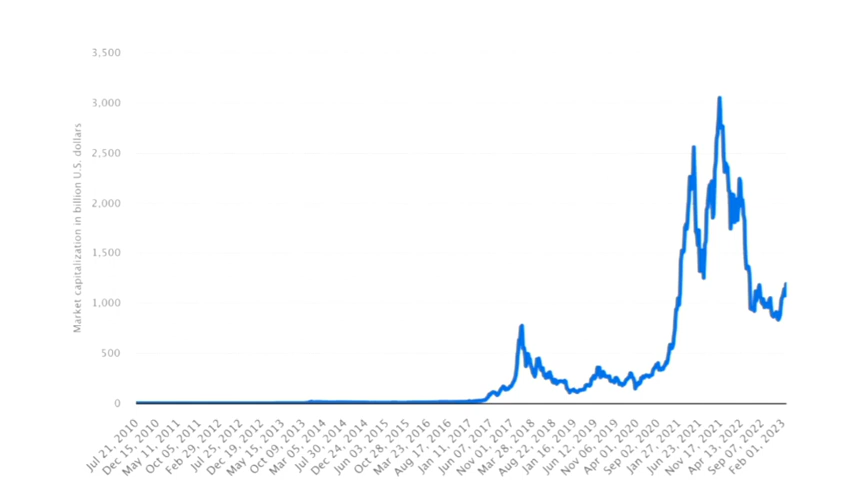 Market capitalization in billion U.S. dollars
3,500
3,000
2,500
2,000
1,500
1,000
500
0
Jul 21, 2010
Dec 15, 2010
May 11, 2011
Oct 05, 2011
Feb 29, 2012
Jul 25, 2012
Dec 19, 2012
May 15, 2013
Oct 09, 2013
Mar 05, 2014
Jul 30, 2014
Dec 24, 2014
Jun 03, 2015
Oct 28, 2015
Mar 23, 2016
Aug 17, 2016
Jan 11, 2017
Jun 07, 2017
Nov 01, 2017
Mar 28, 2018
Aug 22, 2018
Jan 16, 2019
Jun 12, 2019
Nov 06, 2019
Apr 01, 2020
Sep 02, 2020
Jan 27, 2021
Jun 23, 2021
Nov 17, 2021
Apr 13, 2022
Sep 07, 2022
Feb 01, 2023